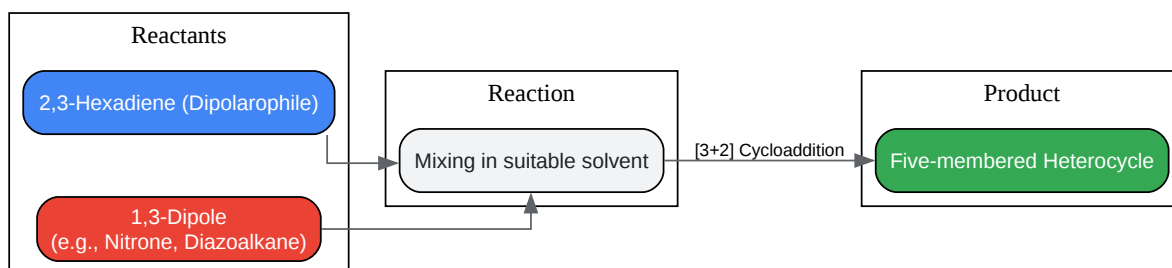 Reactants
2,3-Hexadiene (Dipolarophile)
1,3-Dipole
(e.g., Nitrone, Diazoalkane)
Reaction
Mixing in suitable solvent
[3+2] Cycloaddition
Product
Five-membered Heterocycle